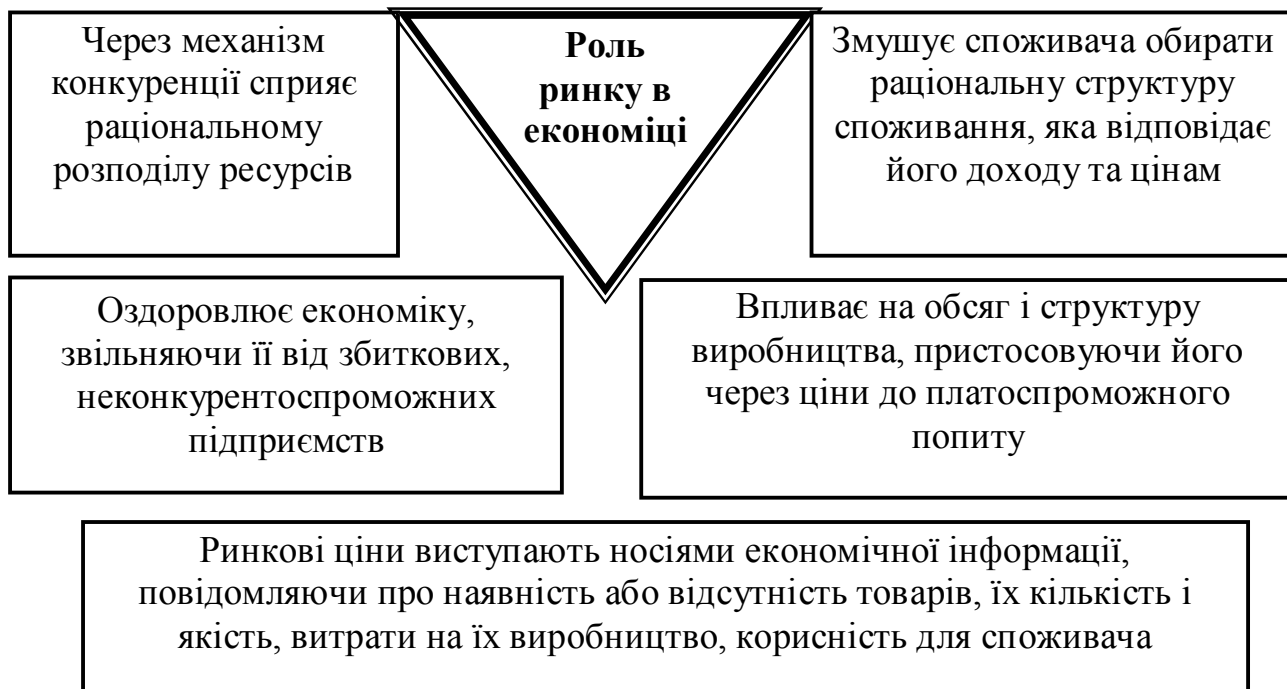 Через механізм
конкуренції сприяє
раціональному
розподілу ресурсів
Роль
ринку в
економіці
Змушує споживача обирати
раціональну структуру
споживання, яка відповідає
його доходу та цінам
Оздоровлює економіку,
звільняючи її від збиткових,
неконкурентоспроможних
підприємств
Впливає на обсяг і структуру
виробництва, пристосовуючи його
через ціни до платоспроможного
попиту
Ринкові ціни виступають носіями економічної інформації,
повідомляючи про наявність або відсутність товарів, їх кількість і
якість, витрати на їх виробництво, корисність для споживача